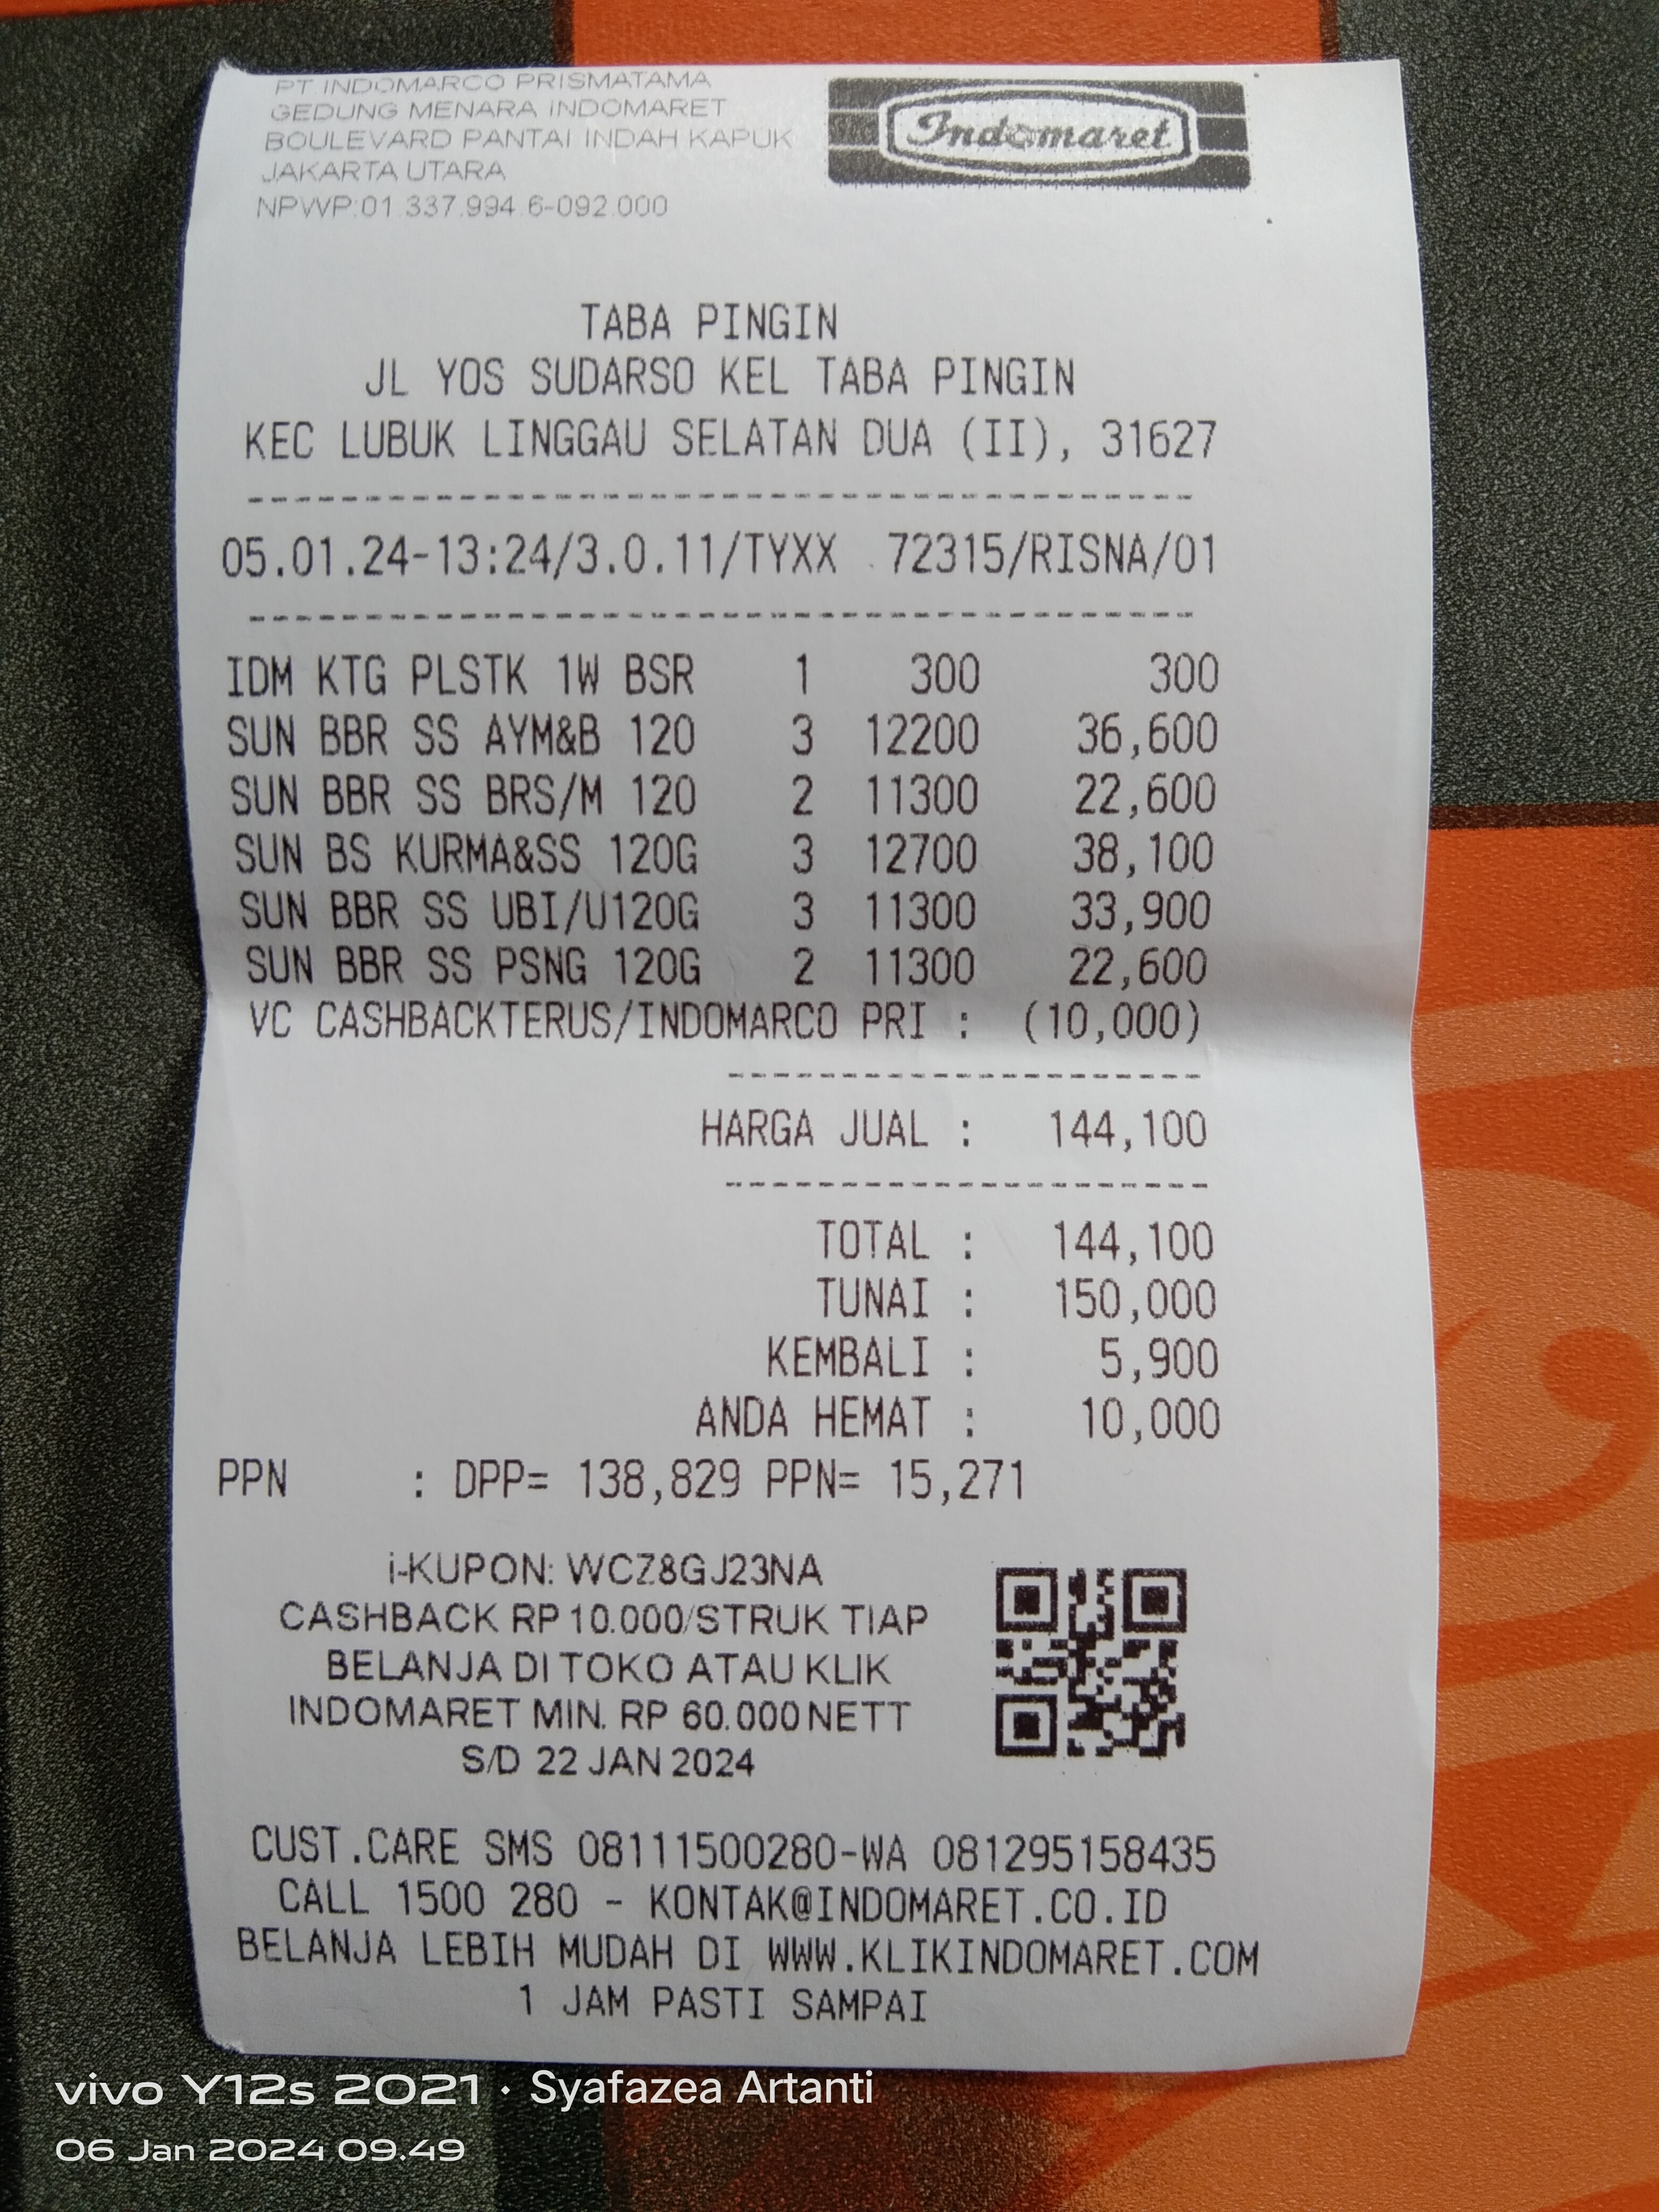 PT INDOMARCO PRISMATAMA
GEDUNG MENARA INDOMARET
BOULEVARD PANTAI INDAH KAPUK
JAKARTA UTARA
NPWP:01.337.994.6-092.000
Indomaret
TABA PINGIN
JL YOS SUDARSO KEL TABA PINGIN
KEC LUBUK LINGGAU SELATAN DUA (II), 31627
05.01.24-13:24/3.0.11/TYXX 72315/RISNA/01
IDM KTG PLSTK 1W BSR 1 300 300
SUN BBR SS AYM&B 120 3 12200 36,600
SUN BBR SS BRS/M 120 2 11300 22,600
SUN BS KURMA&SS 120G 3 12700 38,100
SUN BBR SS UBI/U120G 3 11300 33,900
SUN BBR SS PSNG 120G 2 11300 22,600
VC CASHBACKTERUS/INDOMARCO PRI : (10,000)
HARGA JUAL : 144,100
TOTAL : 144,100
TUNAI : 150,000
KEMBALI : 5,900
ANDA HEMAT : 10,000
PPN : DPP= 138,829 PPN= 15,271
i-KUPON: WCZ8GJ23NA
CASHBACK RP 10.000/STRUK TIAP
BELANJA DI TOKO ATAU KLIK
INDOMARET MIN. RP 60.000 NETT
S/D 22 JAN 2024
CUST.CARE SMS 08111500280-WA 081295158435
CALL 1500 280 - KONTAK@INDOMARET.CO.ID
BELANJA LEBIH MUDAH DI WWW.KLIKINDOMARET.COM
1 JAM PASTI SAMPAI
vivo Y12s 2021 · Syafazea Artanti
06 Jan 2024 09.49